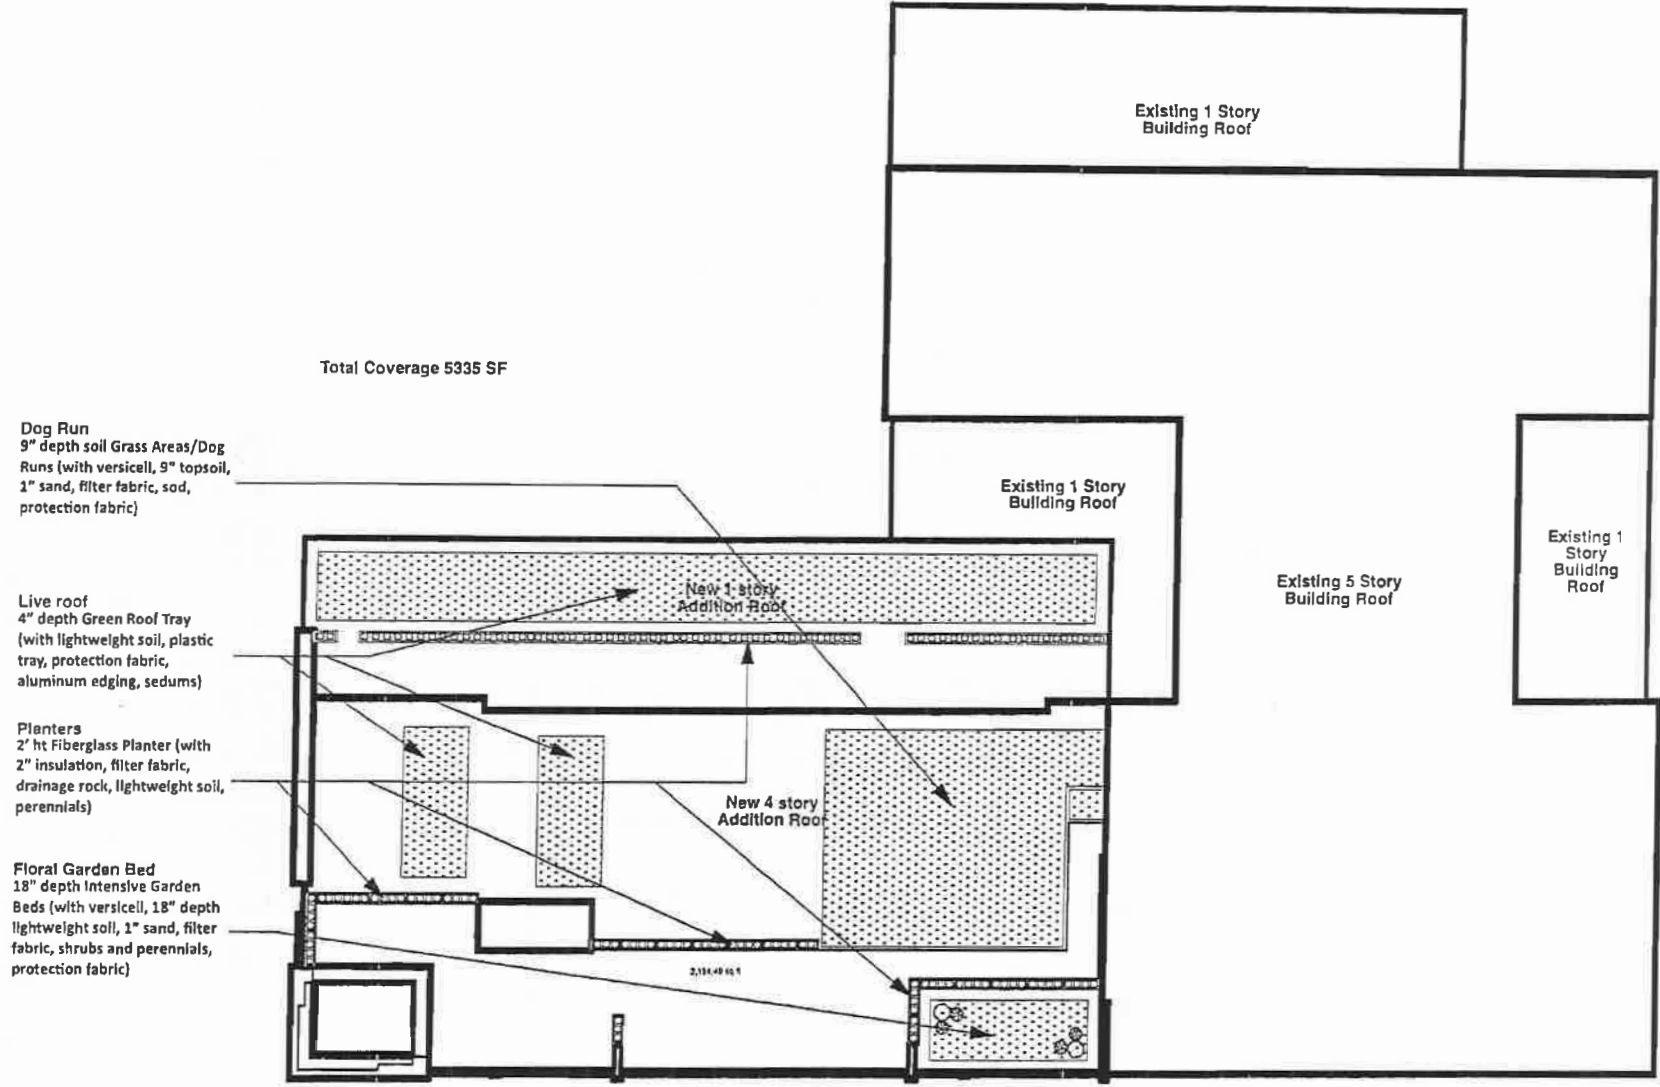 Existing 1 Story
Building Roof
Total Coverage 5335 SF
Dog Run
9" depth soil Grass Areas/Dog
Runs (with versicell, 9" topsoil,
1" sand, filter fabric, sod,
protection fabric)
Existing 1 Story
Building Roof
Existing 1
Story
Building
Roof
Existing 5 Story
Building Roof
Live roof
4" depth Green Roof Tray
(with lightweight soil, plastic
tray, protection fabric,
aluminum edging, sedums)
New 1 story
Addition Roof
Planters
2' ht Fiberglass Planter (with
2" insulation, filter fabric,
drainage rock, lightweight soil,
perennials)
New 4 story
Addition Roof
Floral Garden Bed
18" depth Intensive Garden
Beds (with versicell, 18" depth
lightweight soil, 1" sand, filter
fabric, shrubs and perennials,
protection fabric)
sq ft